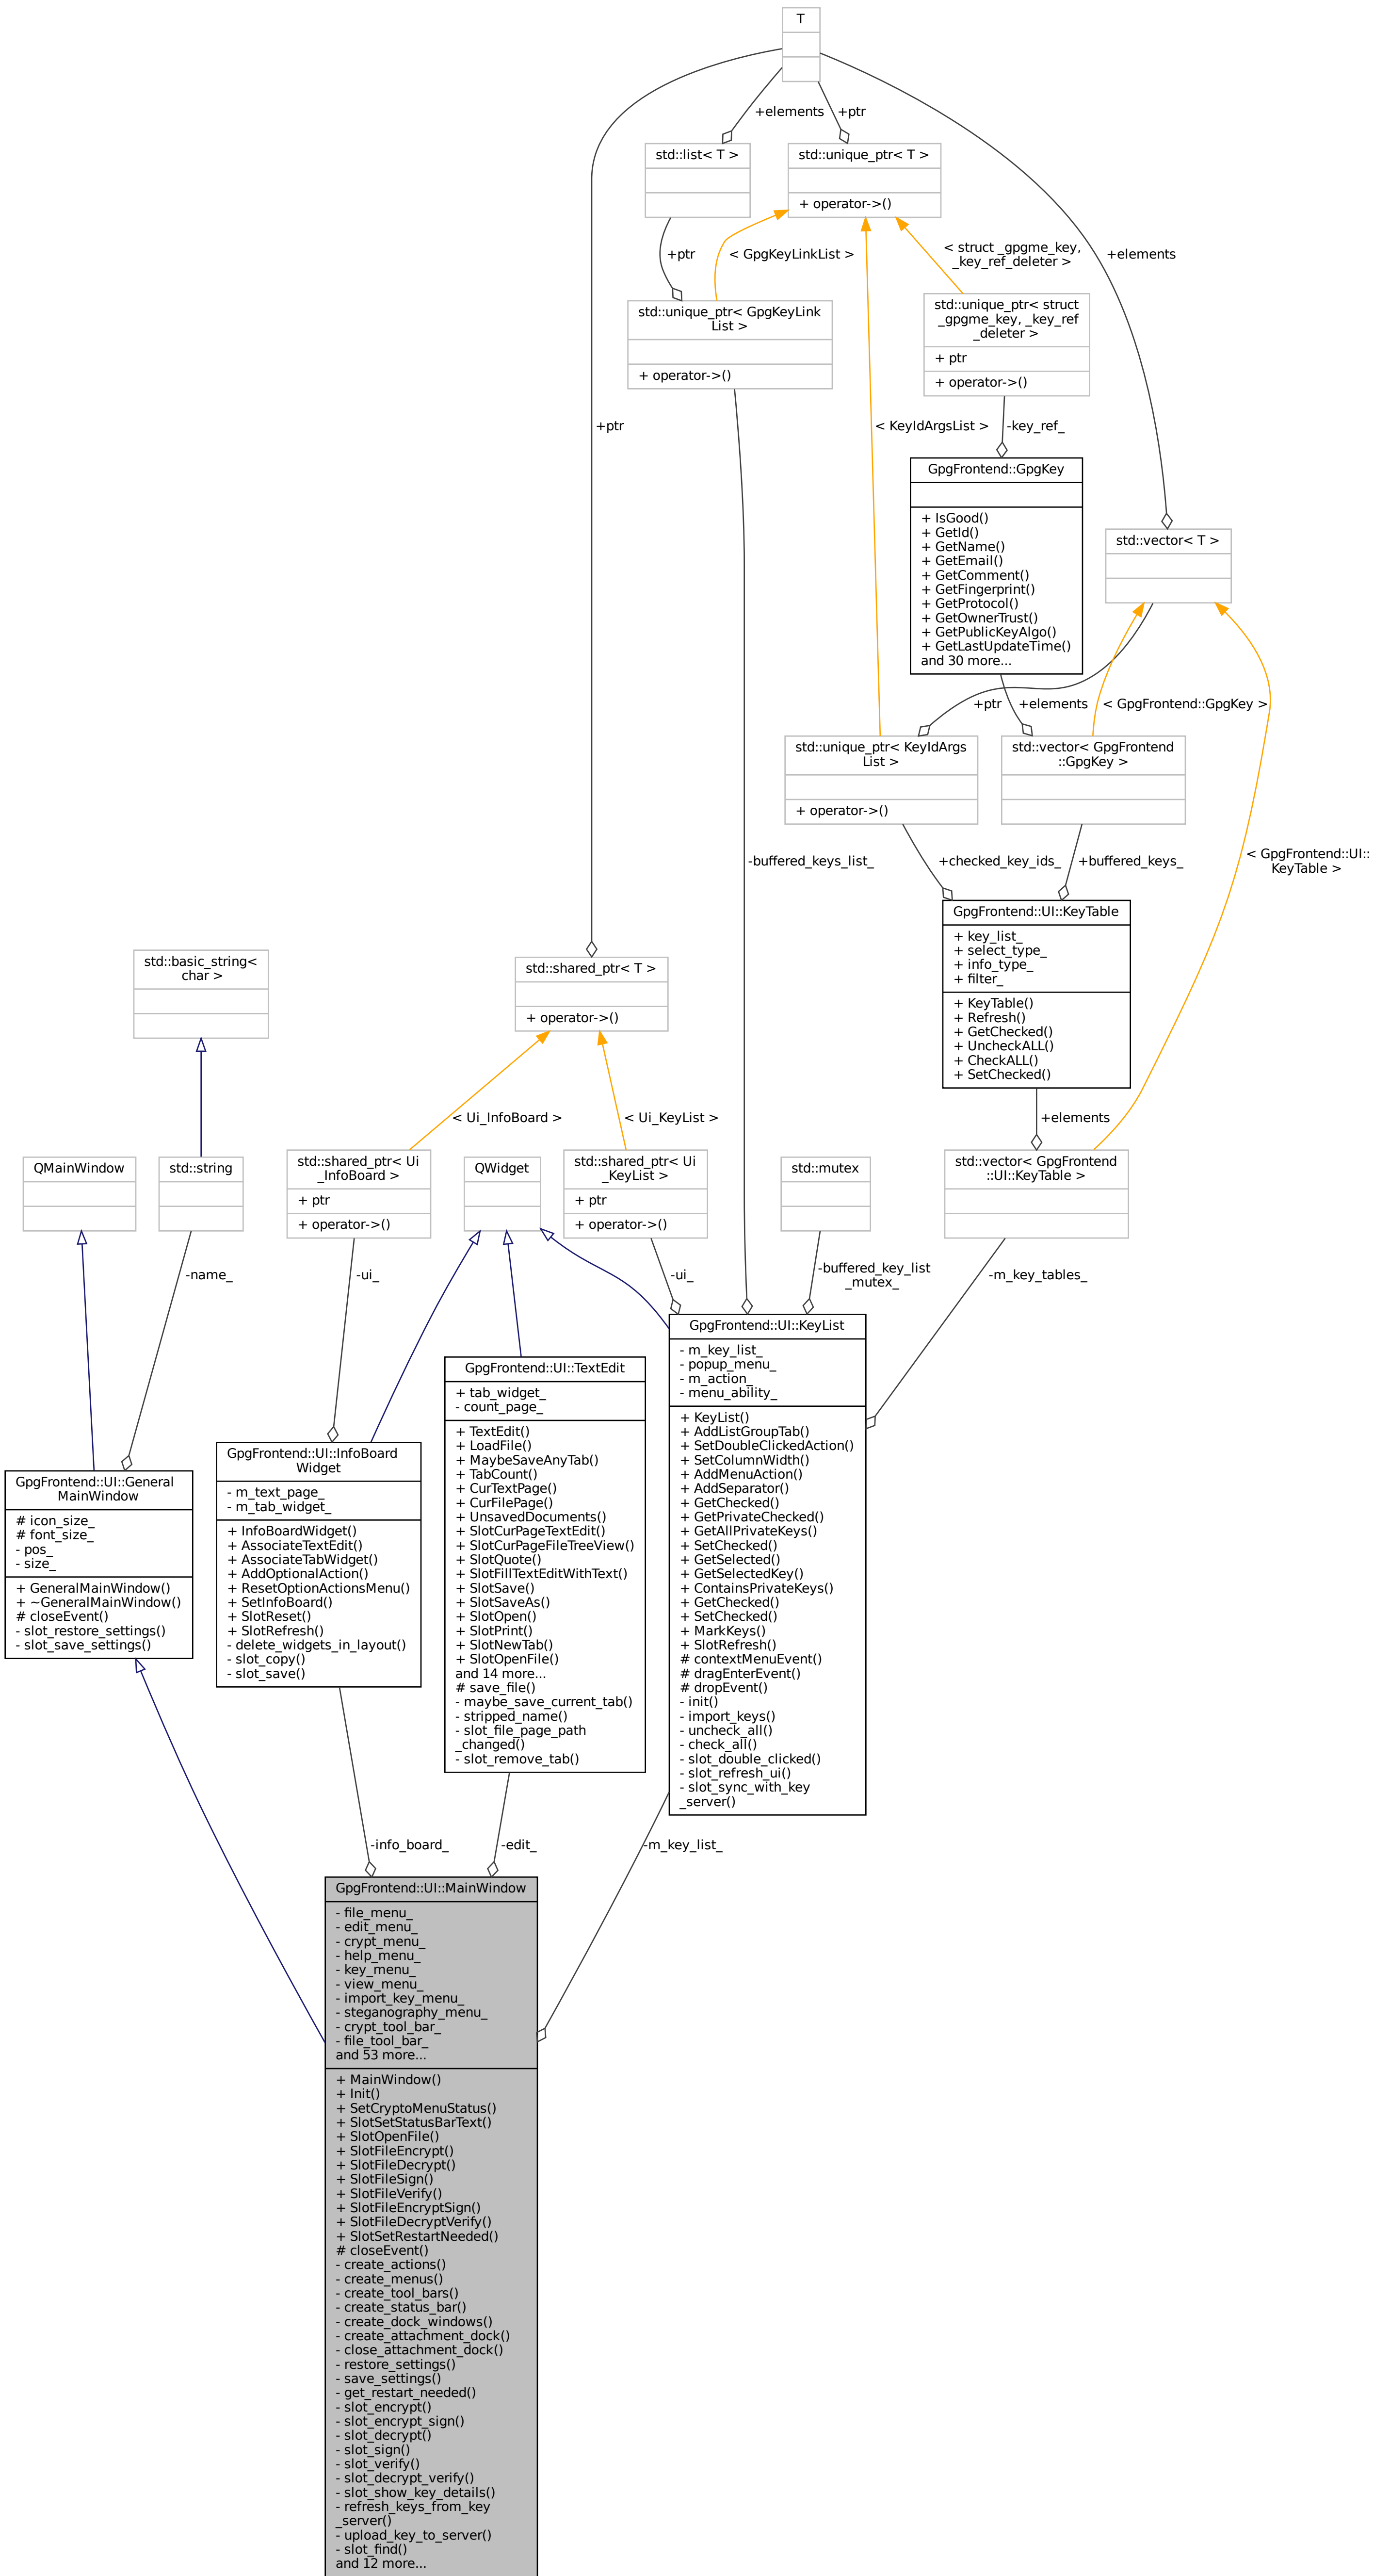 T
+elements
+ptr
std::list< T >
std::unique_ptr< T >
+ operator->()
+ptr
< GpgKeyLinkList >
< struct _gpgme_key,
_key_ref_deleter >
+elements
std::unique_ptr< GpgKeyLink
List >
+ operator->()
std::unique_ptr< struct
_gpgme_key, _key_ref
_deleter >
+ ptr
+ operator->()
+ptr
< KeyIdArgsList >
-key_ref_
GpgFrontend::GpgKey
+ IsGood()
+ GetId()
+ GetName()
+ GetEmail()
+ GetComment()
+ GetFingerprint()
+ GetProtocol()
+ GetOwnerTrust()
+ GetPublicKeyAlgo()
+ GetLastUpdateTime()
and 30 more...
std::vector< T >
+ptr
+elements
< GpgFrontend::GpgKey >
std::unique_ptr< KeyIdArgs
List >
+ operator->()
std::vector< GpgFrontend
::GpgKey >
-buffered_keys_list_
+checked_key_ids_
+buffered_keys_
< GpgFrontend::UI::
KeyTable >
GpgFrontend::UI::KeyTable
+ key_list_
+ select_type_
+ info_type_
+ filter_
+ KeyTable()
+ Refresh()
+ GetChecked()
+ UncheckALL()
+ CheckALL()
+ SetChecked()
std::basic_string<
char >
std::shared_ptr< T >
+ operator->()
< Ui_InfoBoard >
< Ui_KeyList >
+elements
QMainWindow
std::string
std::shared_ptr< Ui
_InfoBoard >
+ ptr
+ operator->()
QWidget
std::shared_ptr< Ui
_KeyList >
+ ptr
+ operator->()
std::mutex
std::vector< GpgFrontend
::UI::KeyTable >
-name_
-ui_
-ui_
-buffered_key_list
_mutex_
-m_key_tables_
GpgFrontend::UI::General
MainWindow
# icon_size_
# font_size_
- pos_
- size_
+ GeneralMainWindow()
+ ~GeneralMainWindow()
# closeEvent()
- slot_restore_settings()
- slot_save_settings()
GpgFrontend::UI::InfoBoard
Widget
- m_text_page_
- m_tab_widget_
+ InfoBoardWidget()
+ AssociateTextEdit()
+ AssociateTabWidget()
+ AddOptionalAction()
+ ResetOptionActionsMenu()
+ SetInfoBoard()
+ SlotReset()
+ SlotRefresh()
- delete_widgets_in_layout()
- slot_copy()
- slot_save()
GpgFrontend::UI::TextEdit
+ tab_widget_
- count_page_
+ TextEdit()
+ LoadFile()
+ MaybeSaveAnyTab()
+ TabCount()
+ CurTextPage()
+ CurFilePage()
+ UnsavedDocuments()
+ SlotCurPageTextEdit()
+ SlotCurPageFileTreeView()
+ SlotQuote()
+ SlotFillTextEditWithText()
+ SlotSave()
+ SlotSaveAs()
+ SlotOpen()
+ SlotPrint()
+ SlotNewTab()
+ SlotOpenFile()
and 14 more...
# save_file()
- maybe_save_current_tab()
- stripped_name()
- slot_file_page_path
_changed()
- slot_remove_tab()
GpgFrontend::UI::KeyList
- m_key_list_
- popup_menu_
- m_action_
- menu_ability_
+ KeyList()
+ AddListGroupTab()
+ SetDoubleClickedAction()
+ SetColumnWidth()
+ AddMenuAction()
+ AddSeparator()
+ GetChecked()
+ GetPrivateChecked()
+ GetAllPrivateKeys()
+ SetChecked()
+ GetSelected()
+ GetSelectedKey()
+ ContainsPrivateKeys()
+ GetChecked()
+ SetChecked()
+ MarkKeys()
+ SlotRefresh()
# contextMenuEvent()
# dragEnterEvent()
# dropEvent()
- init()
- import_keys()
- uncheck_all()
- check_all()
- slot_double_clicked()
- slot_refresh_ui()
- slot_sync_with_key
_server()
-info_board_
-edit_
-m_key_list_
GpgFrontend::UI::MainWindow
- file_menu_
- edit_menu_
- crypt_menu_
- help_menu_
- key_menu_
- view_menu_
- import_key_menu_
- steganography_menu_
- crypt_tool_bar_
- file_tool_bar_
and 53 more...
+ MainWindow()
+ Init()
+ SetCryptoMenuStatus()
+ SlotSetStatusBarText()
+ SlotOpenFile()
+ SlotFileEncrypt()
+ SlotFileDecrypt()
+ SlotFileSign()
+ SlotFileVerify()
+ SlotFileEncryptSign()
+ SlotFileDecryptVerify()
+ SlotSetRestartNeeded()
# closeEvent()
- create_actions()
- create_menus()
- create_tool_bars()
- create_status_bar()
- create_dock_windows()
- create_attachment_dock()
- close_attachment_dock()
- restore_settings()
- save_settings()
- get_restart_needed()
- slot_encrypt()
- slot_encrypt_sign()
- slot_decrypt()
- slot_sign()
- slot_verify()
- slot_decrypt_verify()
- slot_show_key_details()
- refresh_keys_from_key
_server()
- upload_key_to_server()
- slot_find()
and 12 more...